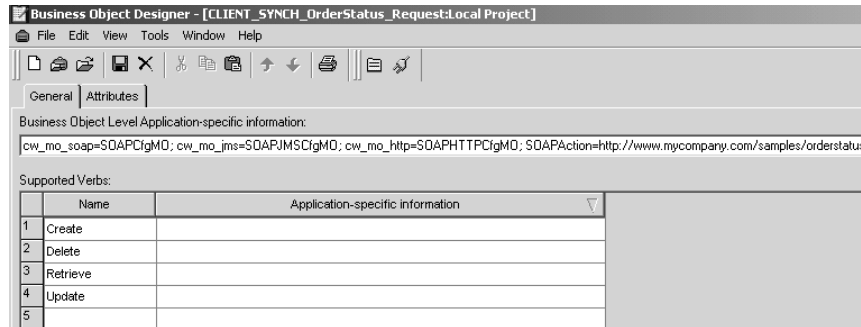 Business Object Designer - [CLIENT_SYNCH_OrderStatus_Request:Local Project]
File Edit View Tools Window Help
General Attributes
Business Object Level Application-specific information:
cw_mo_soap=SOAPCfgMO; cw_mo_jms=SOAPJMSCfgMO; cw_mo_http=SOAPHTTPCfgMO; SOAPAction=http://www.mycompany.com/samples/orderstatus
Supported Verbs:
Name Application-specific information
1 Create
2 Delete
3 Retrieve
4 Update
5